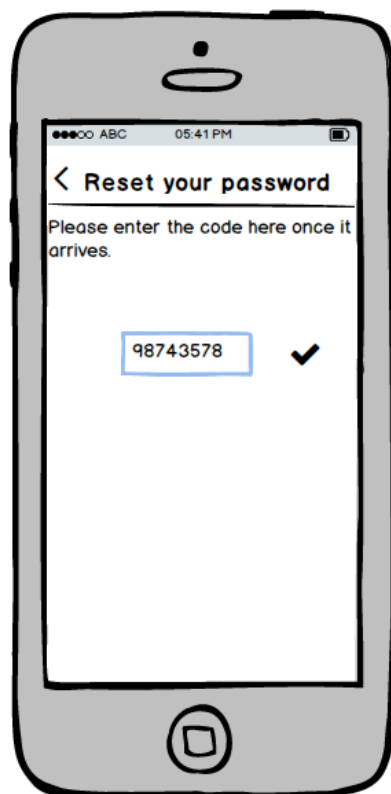 ABC 05:41 PM
< Reset your password
Please enter the code here once it
arrives.
98743578